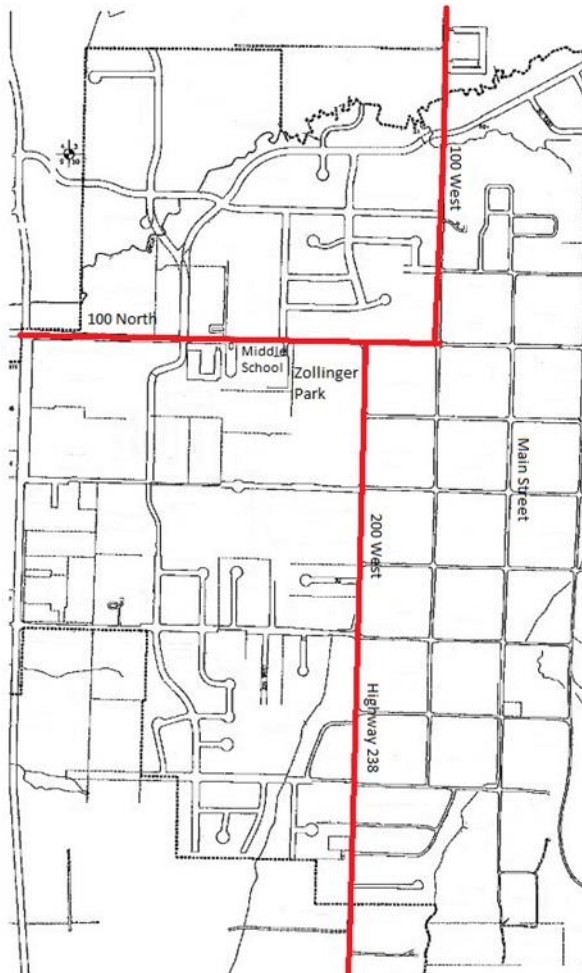 100 West
100 North
Middle
School
Zollinger
Park
Main Street
200 West
Highway 238